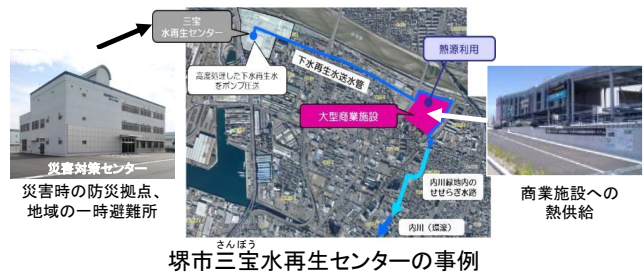 三宝
水再生センター
高度処理した下水再生水
をポンプ圧送
下水再生水送水管
熱源利用
大型商業施設
内川緑地内の
せせらぎ水路
内川（環濠）
災害対策センター
災害時の防災拠点、
地域の一時避難所
商業施設への
熱供給
さんぼう
堺市三宝水再生センターの事例